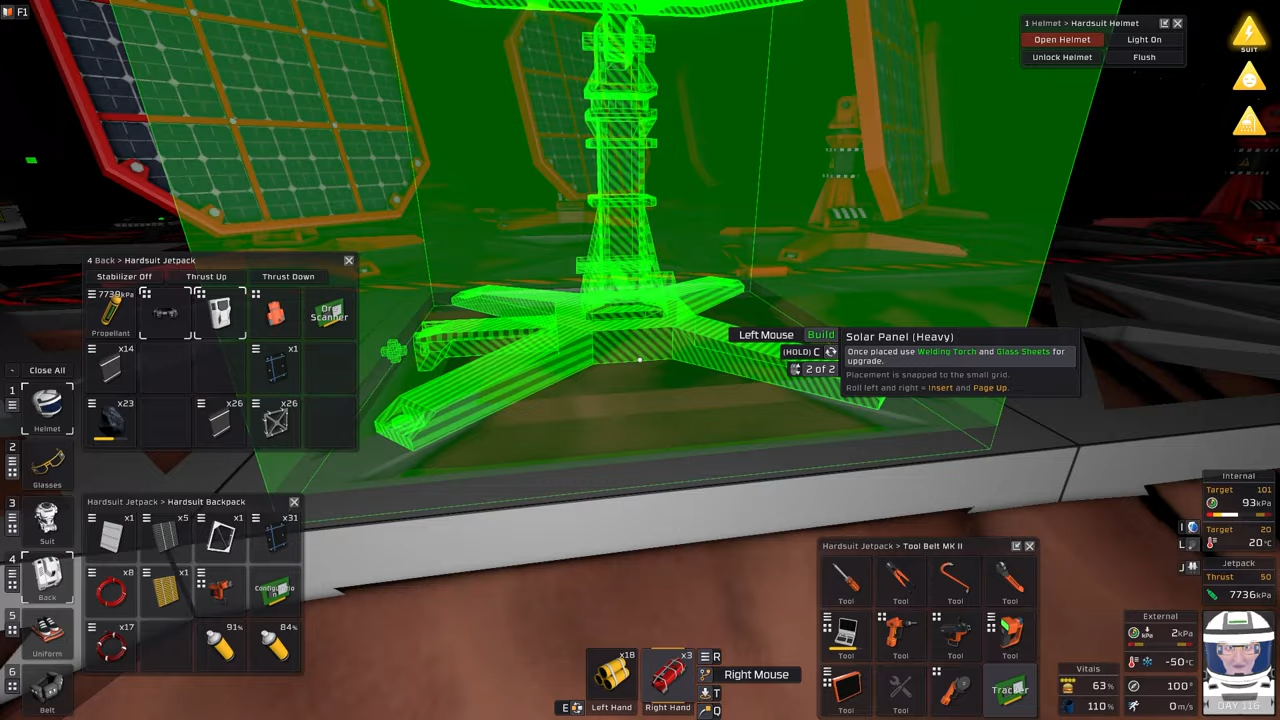 F1
1 Helmet > Hardsuit Helmet
Open Helmet
Light On
Unlock Helmet
Flush
SUIT
4 Back > Hardsuit Jetpack
Stabilizer Off
Thrust Up
Thrust Down
7739kPa
Propellant
Ore Scanner
x14
x1
x23
x26
x26
Close All
1
Helmet
2
Glasses
3
Suit
4
Back
5
Uniform
6
Belt
Hardsuit Jetpack > Hardsuit Backpack
x1
x5
x1
x31
x8
x1
Configuration
x17
91%
84%
Left Mouse
Build
(HOLD) C
2 of 2
Solar Panel (Heavy)
Once placed use Welding Torch and Glass Sheets for upgrade.
Placement is snapped to the small grid.
Roll left and right = Insert and Page Up.
x18
x3
R
Right Mouse
T
Q
E
Left Hand
Right Hand
Hardsuit Jetpack > Tool Belt MK II
Tool
Tool
Tool
Tool
Tool
Tool
Tool
Tool
Tool
Tool
Tool
Tracker
Internal
Target 101
93kPa
Target 20
20°C
I
L
J
Jetpack
Thrust 50
7736kPa
External
kPa
2kPa
-50°C
100°
0m/s
Vitals
63%
110%
DAY 116